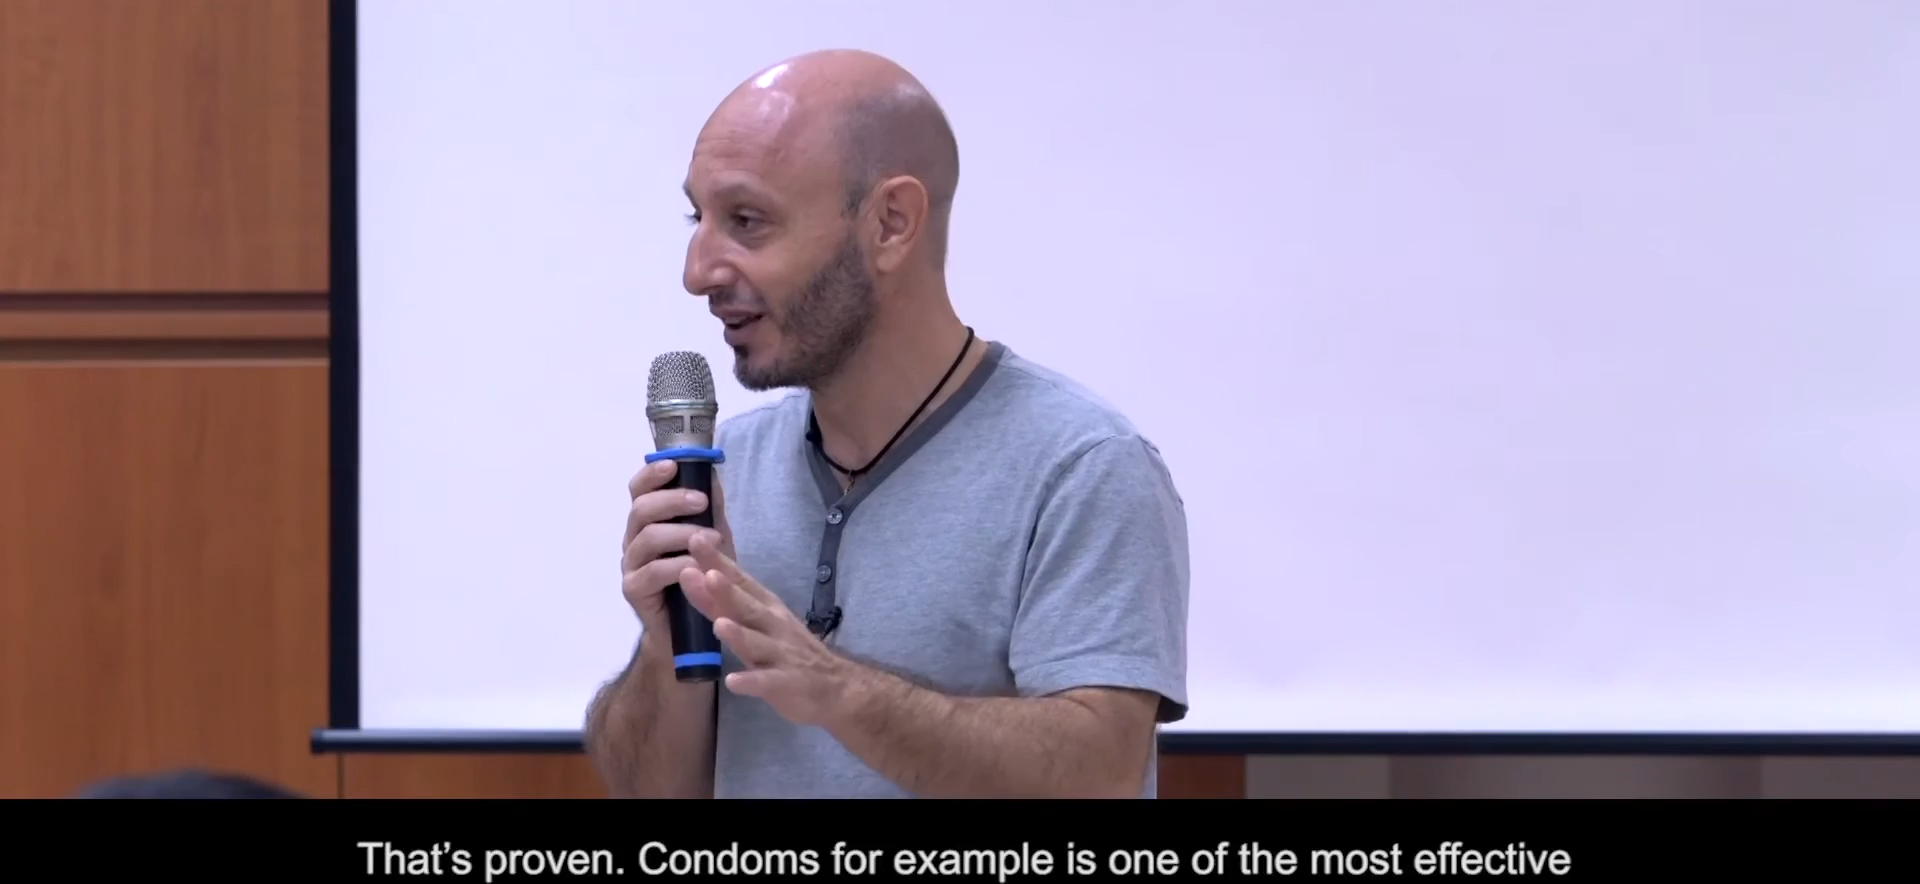 That’s proven. Condoms for example is one of the most effective